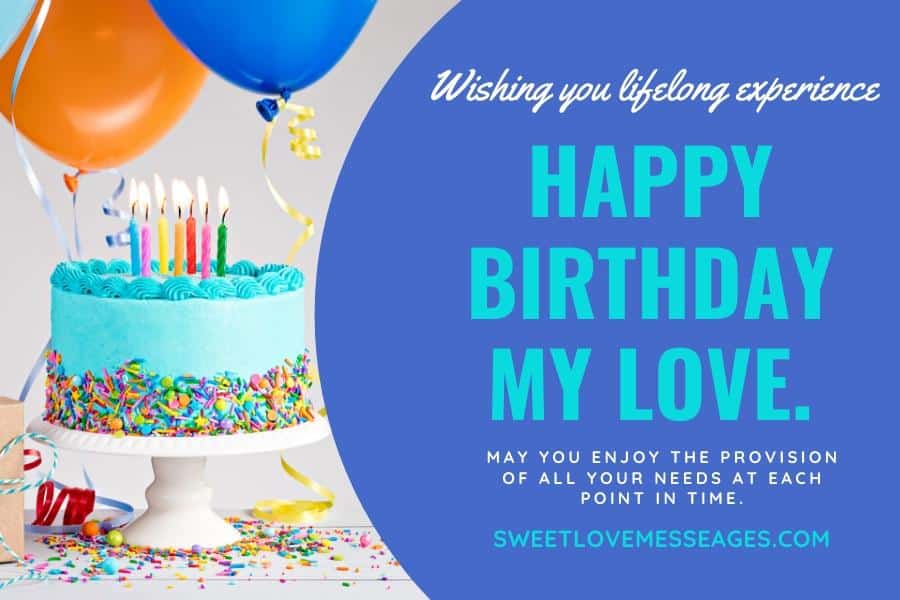 Wishing you lifelong experience
HAPPY
BIRTHDAY
MY LOVE.
MAY YOU ENJOY THE PROVISION
OF ALL YOUR NEEDS AT EACH
POINT IN TIME.
SWEETLOVEMESSEAGES.COM